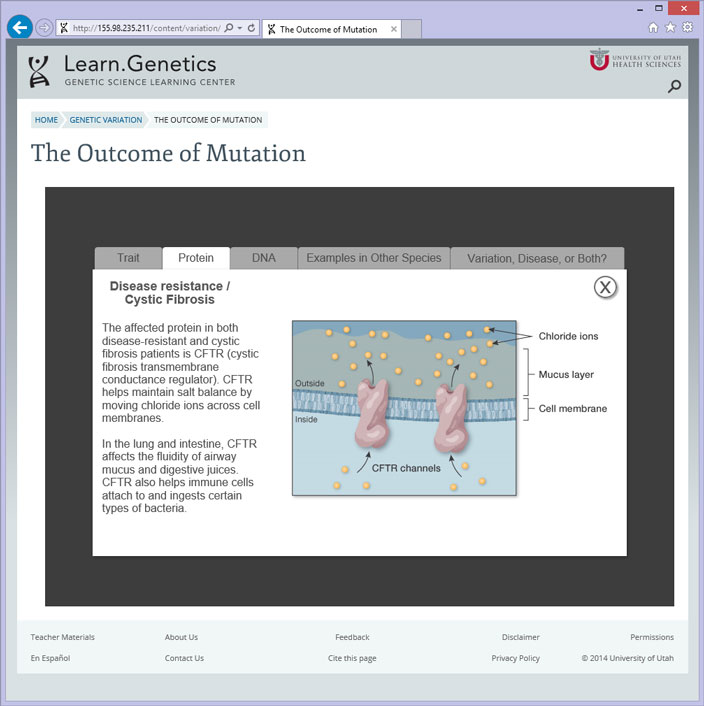 http://155.98.235.211/content/variation/
The Outcome of Mutation
Learn.Genetics
GENETIC SCIENCE LEARNING CENTER
UNIVERSITY OF UTAH
HEALTH SCIENCES
HOME
GENETIC VARIATION
THE OUTCOME OF MUTATION
The Outcome of Mutation
Trait
Protein
DNA
Examples in Other Species
Variation, Disease, or Both?
X
Disease resistance /
Cystic Fibrosis
The affected protein in both
disease-resistant and cystic
fibrosis patients is CFTR (cystic
fibrosis transmembrane
conductance regulator). CFTR
helps maintain salt balance by
moving chloride ions across cell
membranes.
In the lung and intestine, CFTR
affects the fluidity of airway
mucus and digestive juices.
CFTR also helps immune cells
attach to and ingests certain
types of bacteria.
Chloride ions
Mucus layer
Outside
Cell membrane
Inside
CFTR channels
Teacher Materials
About Us
Feedback
Disclaimer
Permissions
En Español
Contact Us
Cite this page
Privacy Policy
© 2014 University of Utah